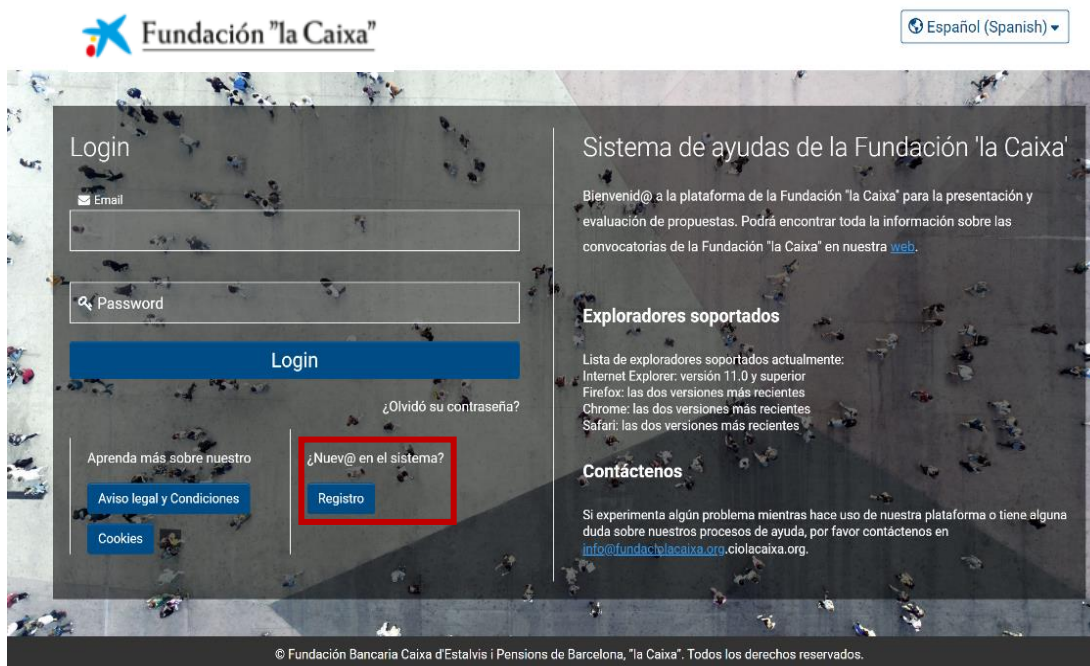 Fundación "la Caixa"
Español (Spanish)
Login
Email
Password
Login
¿Olvidó su contraseña?
Aprenda más sobre nuestro
Aviso legal y Condiciones
Cookies
¿Nuev@ en el sistema?
Registro
Sistema de ayudas de la Fundación 'la Caixa'
Bienvenid@ a la plataforma de la Fundación "la Caixa" para la presentación y
evaluación de propuestas. Podrá encontrar toda la información sobre las
convocatorias de la Fundación "la Caixa" en nuestra web.
Exploradores soportados
Lista de exploradores soportados actualmente:
Internet Explorer: versión 11.0 y superior
Firefox: las dos versiones más recientes
Chrome: las dos versiones más recientes
Safari: las dos versiones más recientes
Contáctenos
Si experimenta algún problema mientras hace uso de nuestra plataforma o tiene alguna
duda sobre nuestros procesos de ayuda, por favor contáctenos en
info@fundaciolacaixa.org.ciolacaixa.org.
© Fundación Bancaria Caixa d'Estalvis i Pensions de Barcelona, "la Caixa". Todos los derechos reservados.